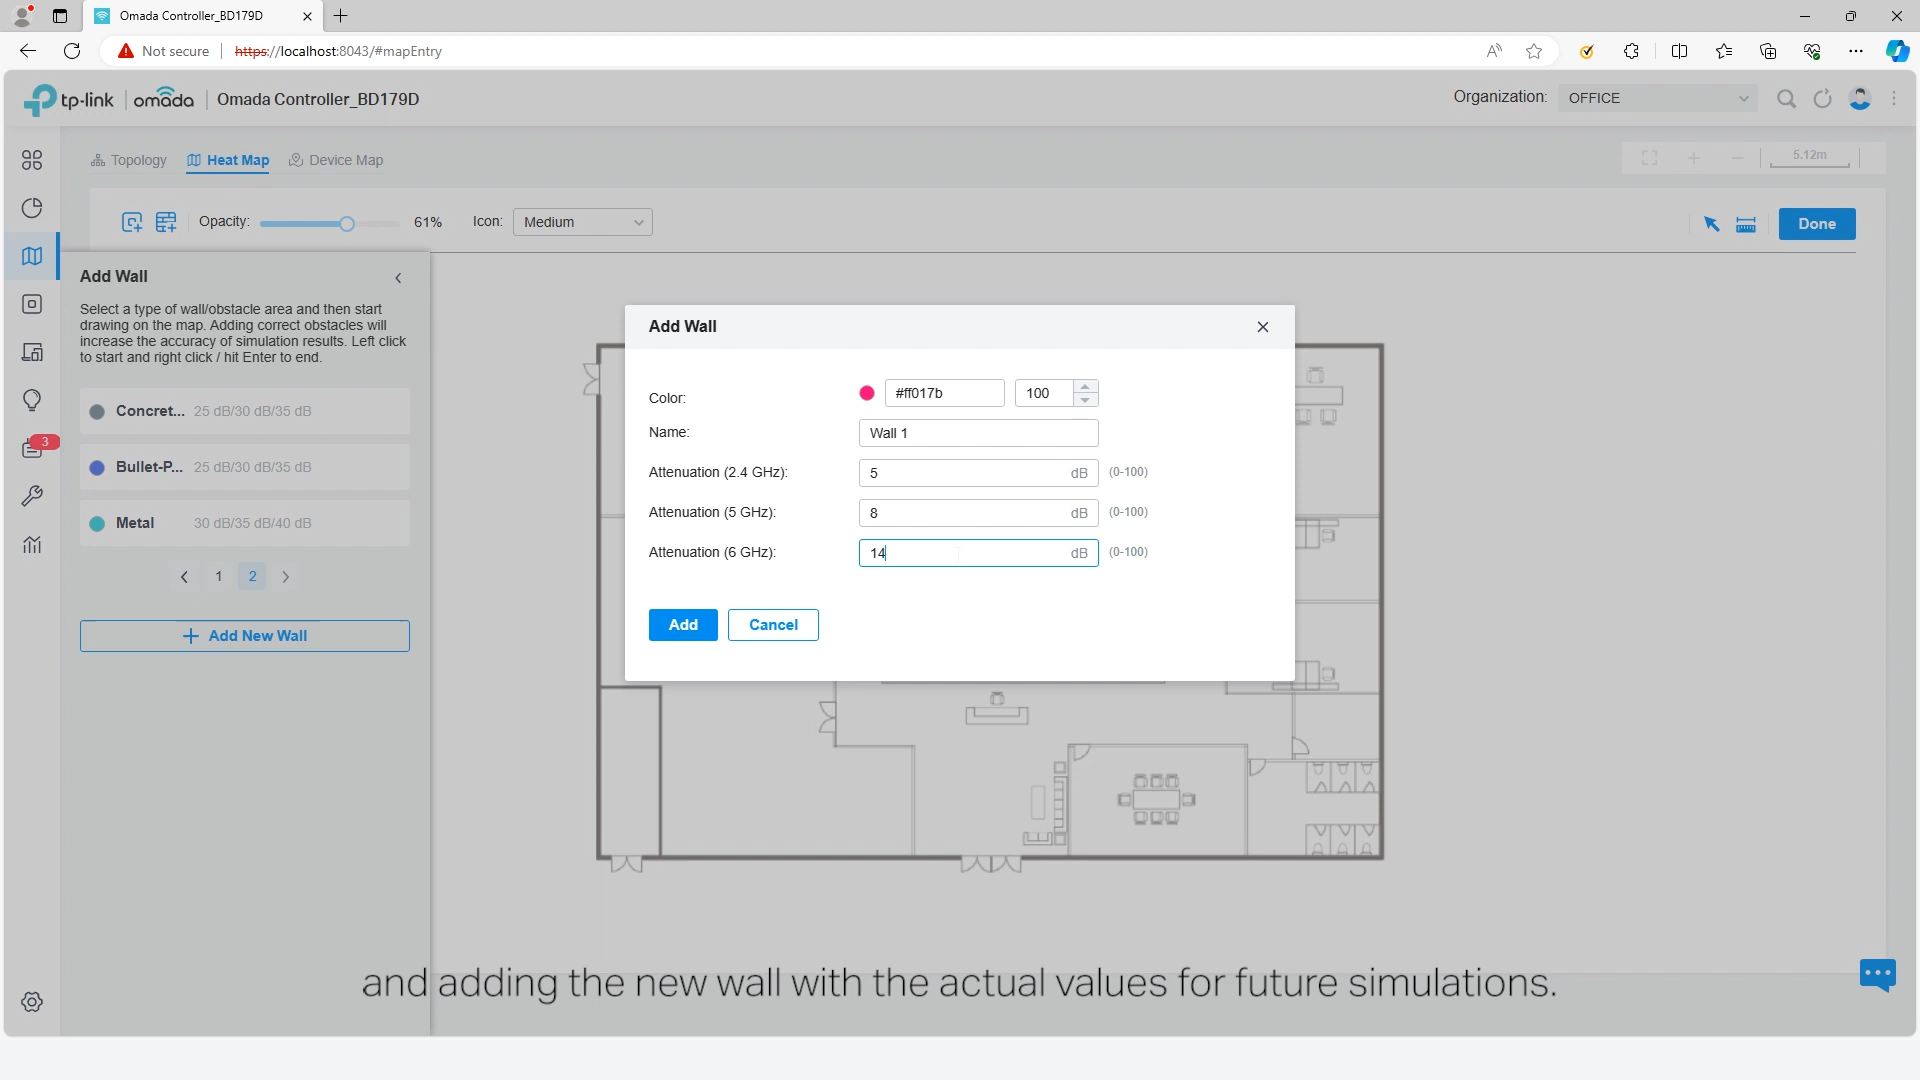 Omada Controller_BD179D
Not secure
https://localhost:8043/#mapEntry
tp-link
omada
Omada Controller_BD179D
Organization:
OFFICE
Topology
Heat Map
Device Map
5.12m
Opacity:
61%
Icon:
Medium
Done
Add Wall
Select a type of wall/obstacle area and then start
drawing on the map. Adding correct obstacles will
increase the accuracy of simulation results. Left click
to start and right click / hit Enter to end.
Concret... 25 dB/30 dB/35 dB
Bullet-P... 25 dB/30 dB/35 dB
Metal 30 dB/35 dB/40 dB
1 2
Add New Wall
3
Add Wall
Color: #ff017b 100
Name: Wall 1
Attenuation (2.4 GHz): 5 dB (0-100)
Attenuation (5 GHz): 8 dB (0-100)
Attenuation (6 GHz): 14 dB (0-100)
Add
Cancel
and adding the new wall with the actual values for future simulations.